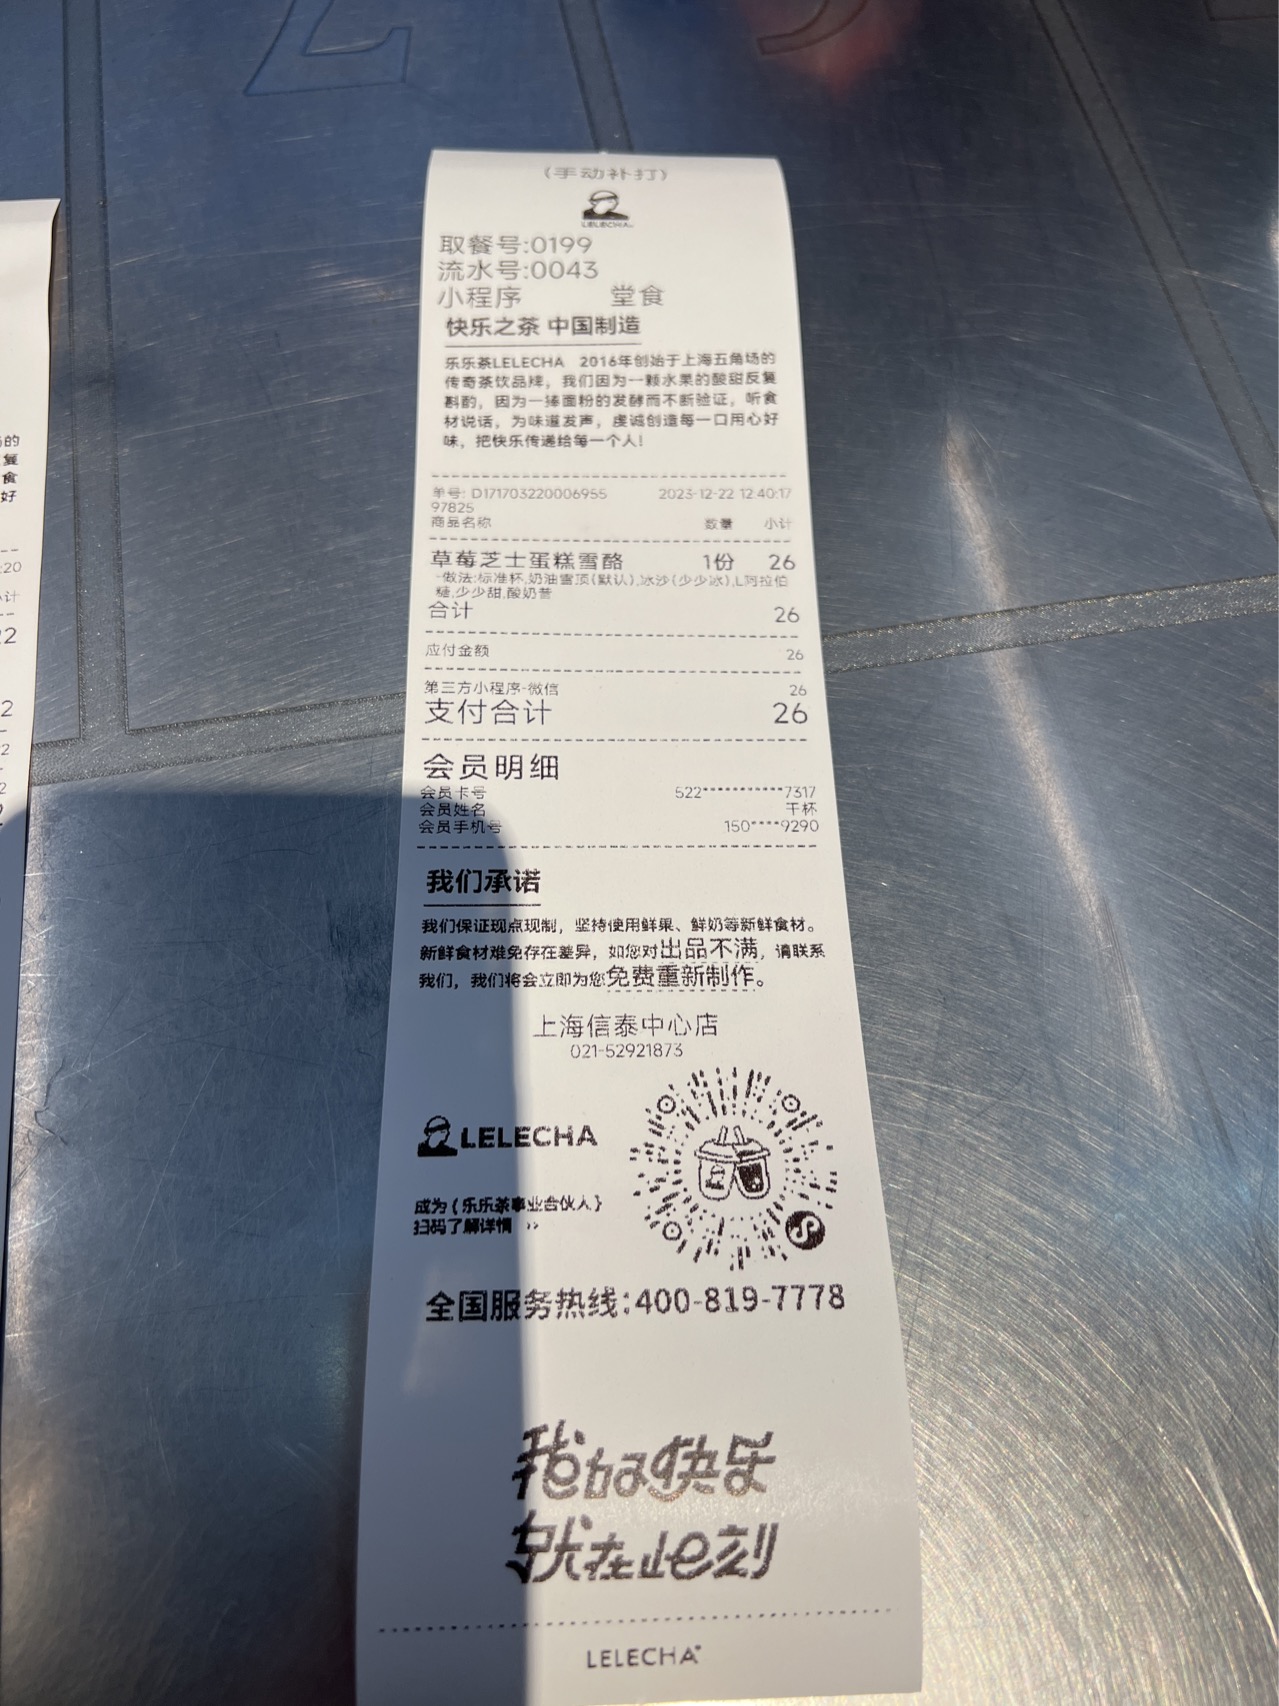 (手动补打)
LELECHA
取餐号:0199
流水号:0043
小程序 堂食
快乐之茶 中国制造
乐乐茶LELECHA 2016年创始于上海五角场的
传奇茶饮品牌，我们因为一颗水果的酸甜反复
斟酌，因为一捧面粉的发酵而不断验证，听食
材说话，为味道发声，虔诚创造每一口用心好
味，把快乐传递给每一个人！
单号: D171703220006955 2023-12-22 12:40:17
97825
商品名称 数量 小计
草莓芝士蛋糕雪酪 1份 26
-做法:标准杯,奶油雪顶(默认),冰沙(少少冰),L阿拉伯
糖,少少甜,酸奶昔
合计 26
应付金额 26
第三方小程序-微信 26
支付合计 26
会员明细
会员卡号 522***********7317
会员姓名 干杯
会员手机号 150****9290
我们承诺
我们保证现点现制，坚持使用鲜果、鲜奶等新鲜食材。
新鲜食材难免存在差异，如您对出品不满，请联系
我们，我们将会立即为您免费重新制作。
上海信泰中心店
021-52921873
LELECHA
成为{乐乐茶事业合伙人}
扫码了解详情 >>
全国服务热线:400-819-7778
我的快乐
就在此刻
LELECHA
的
复
食
好
:20
计
22
2
2
2